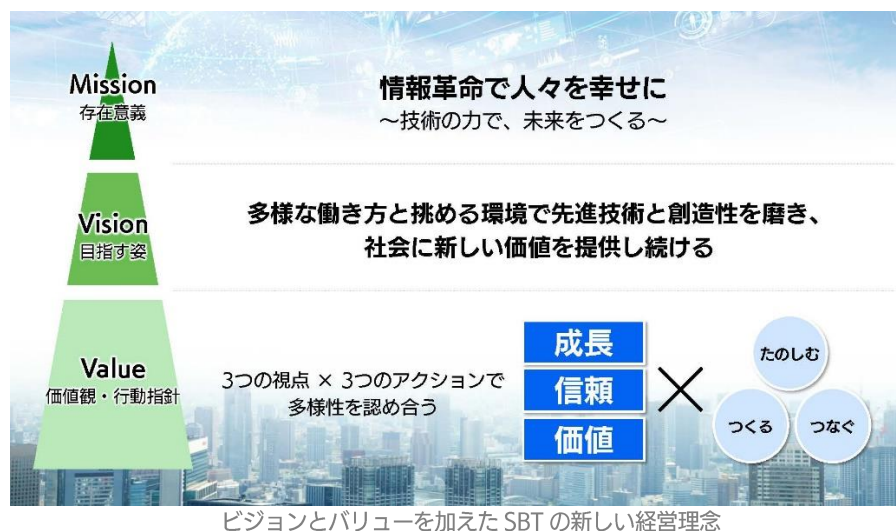 Mission
存在意義
情報革命で人々を幸せに
～技術の力で、未来をつくる～
Vision
目指す姿
多様な働き方と挑める環境で先進技術と創造性を磨き、
社会に新しい価値を提供し続ける
Value
価値観・行動指針
3つの視点 × 3つのアクションで
多様性を認め合う
成長
信頼
価値
×
たのしむ
つくる
つなぐ
ビジョンとバリューを加えた SBT の新しい経営理念